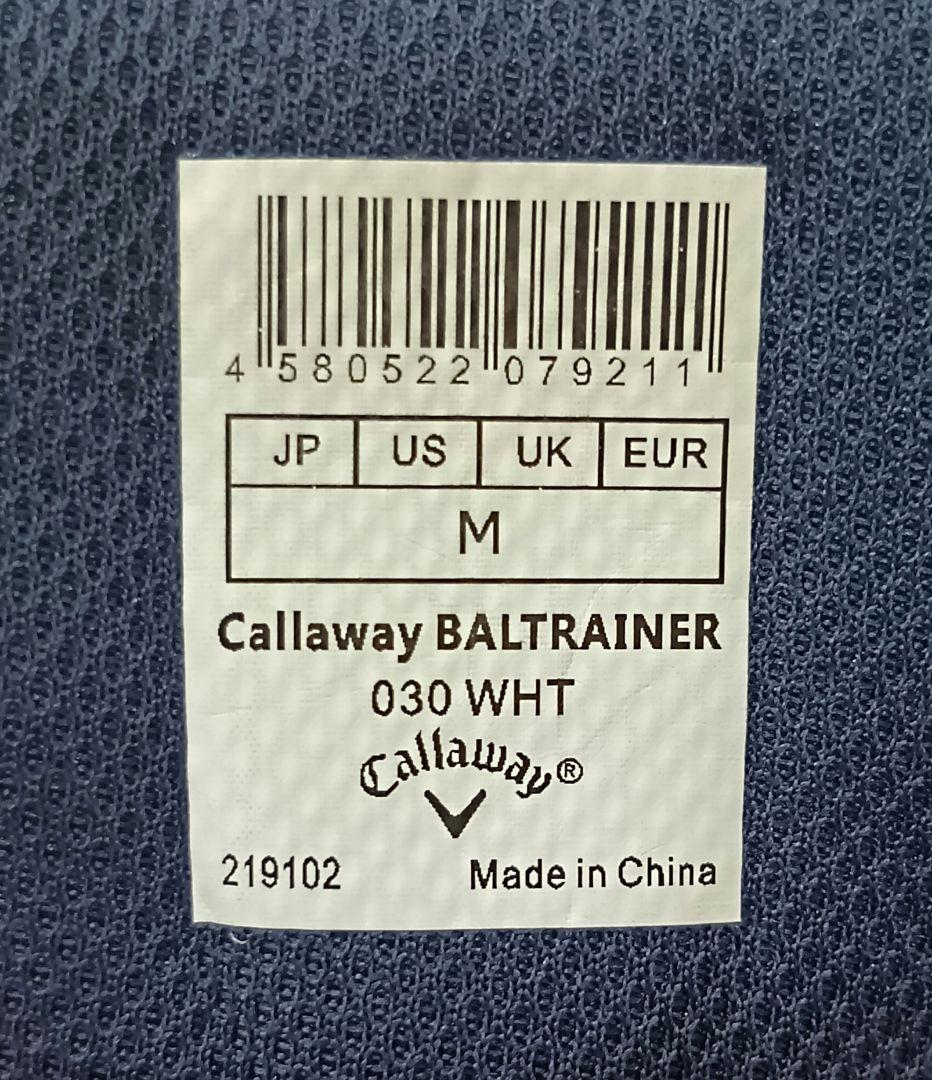 4 580522 079211
JP US UK EUR
M
Callaway BALTRAINER
030 WHT
Callaway®
219102 Made in China